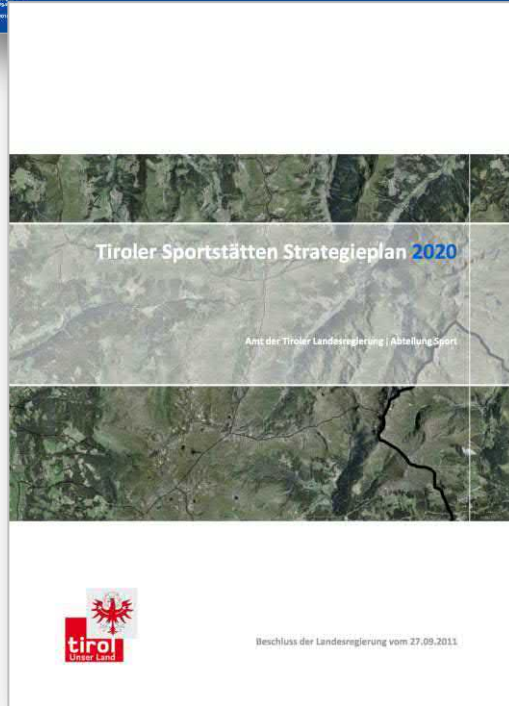 Tiroler Sportstätten Strategieplan 2020
Amt der Tiroler Landesregierung | Abteilung Sport
tirol
Unser Land
Beschluss der Landesregierung vom 27.09.2011